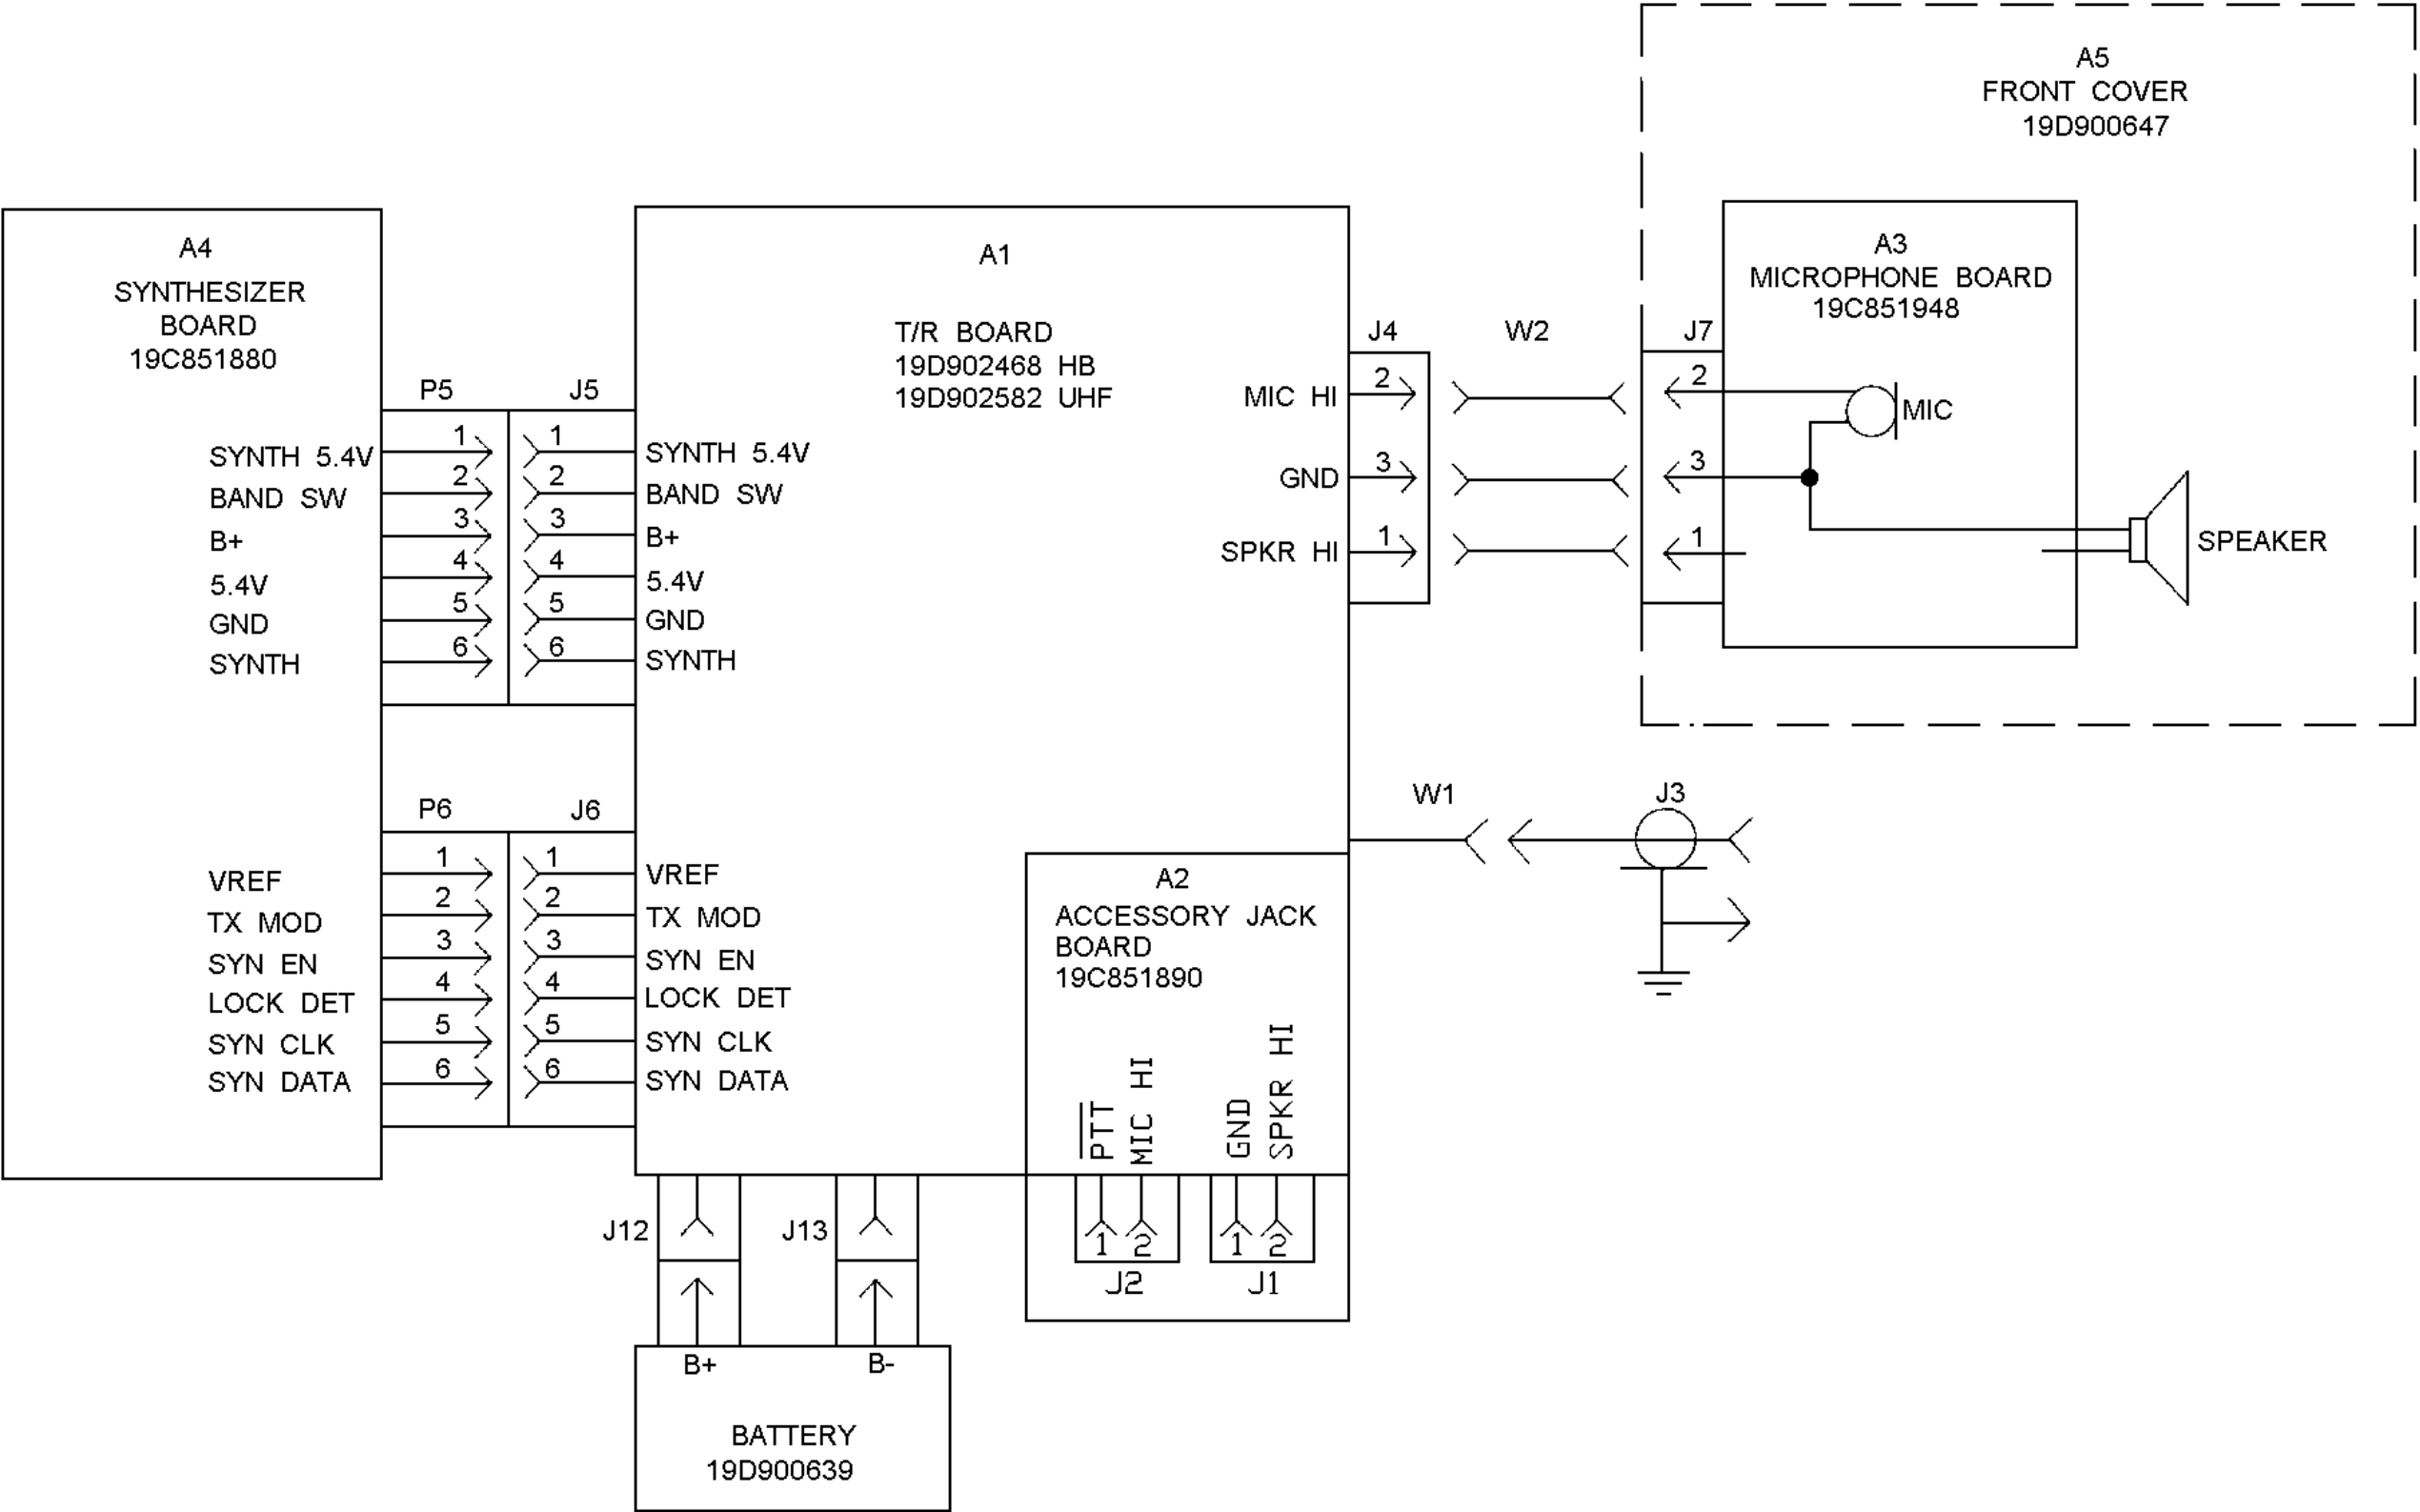 A5
FRONT COVER
19D900647
A4
SYNTHESIZER
BOARD
19C851880
P5
J5
1
1
SYNTH 5.4V
SYNTH 5.4V
2
2
BAND SW
BAND SW
3
3
B+
B+
4
4
5.4V
5.4V
5
5
GND
GND
6
6
SYNTH
SYNTH
P6
J6
1
1
VREF
VREF
2
2
TX MOD
TX MOD
3
3
SYN EN
SYN EN
4
4
LOCK DET
LOCK DET
5
5
SYN CLK
SYN CLK
6
6
SYN DATA
SYN DATA
A1
T/R BOARD
19D902468 HB
19D902582 UHF
J4
W2
J7
MIC HI
2
GND
3
SPKR HI
1
A3
MICROPHONE BOARD
19C851948
2
MIC
3
1
SPEAKER
W1
J3
A2
ACCESSORY JACK
BOARD
19C851890
PTT
MIC HI
GND
SPKR HI
1 2
1 2
J2
J1
J12
J13
B+
B-
BATTERY
19D900639